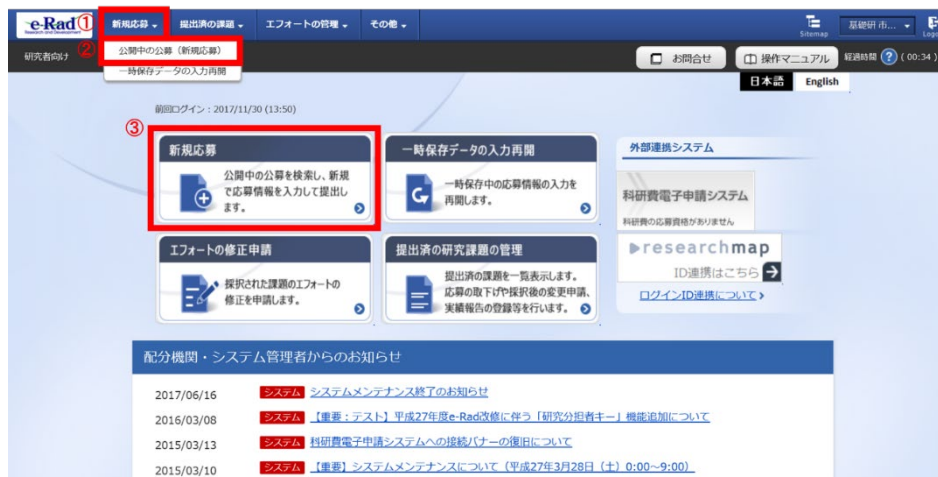 e-Rad
①
新規応募
提出済の課題
エフォートの管理
その他
Sitemap
基礎研 市...
研究者向け
②
公開中の公募（新規応募）
一時保存データの入力再開
お問合せ
操作マニュアル
経過時間 ? ( 00:34 )
日本語 English
前回ログイン：2017/11/30 (13:50)
③
新規応募
公開中の公募を検索し、新規
で応募情報を入力して提出し
ます。
一時保存データの入力再開
一時保存中の応募情報の入力を
再開します。
外部連携システム
科研費電子申請システム
科研費の応募資格がありません
エフォートの修正申請
採択された課題のエフォートの
修正を申請します。
提出済の研究課題の管理
提出済の課題を一覧表示します。
応募の取下げや採択後の変更申請、
実績報告の登録等を行います。
researchmap
ID連携はこちら
ログインID連携について
配分機関・システム管理者からのお知らせ
2017/06/16 システム システムメンテナンス終了のお知らせ
2016/03/08 システム 【重要：テスト】平成27年度e-Rad改修に伴う「研究分担者キー」機能追加について
2015/03/13 システム 科研費電子申請システムへの接続バナーの復旧について
2015/03/10 システム 【重要】システムメンテナンスについて（平成27年3月28日（土）0:00～9:00）